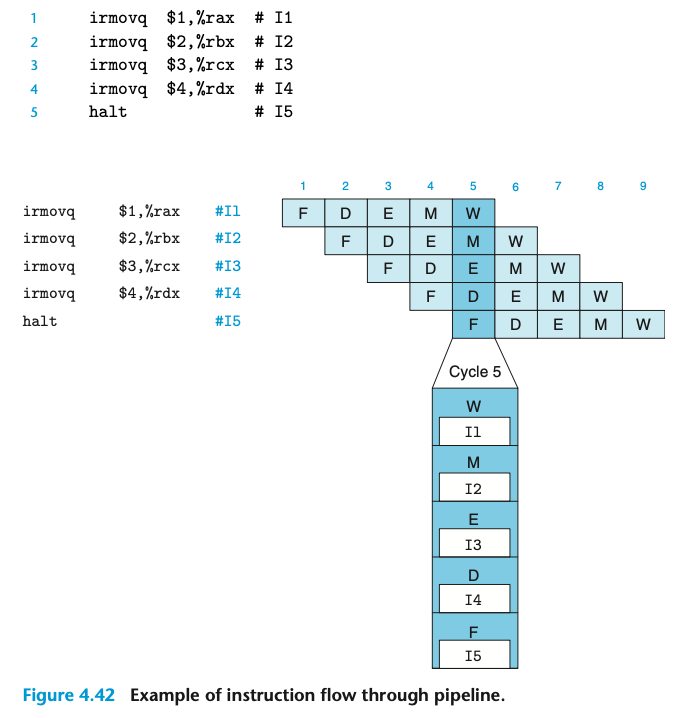 1 irmovq $1,%rax # I1
2 irmovq $2,%rbx # I2
3 irmovq $3,%rcx # I3
4 irmovq $4,%rdx # I4
5 halt # I5
1 2 3 4 5 6 7 8 9
irmovq $1,%rax #I1 F D E M W
irmovq $2,%rbx #I2 F D E M W
irmovq $3,%rcx #I3 F D E M W
irmovq $4,%rdx #I4 F D E M W
halt #I5 F D E M W
Cycle 5
W
I1
M
I2
E
I3
D
I4
F
I5
Figure 4.42 Example of instruction flow through pipeline.